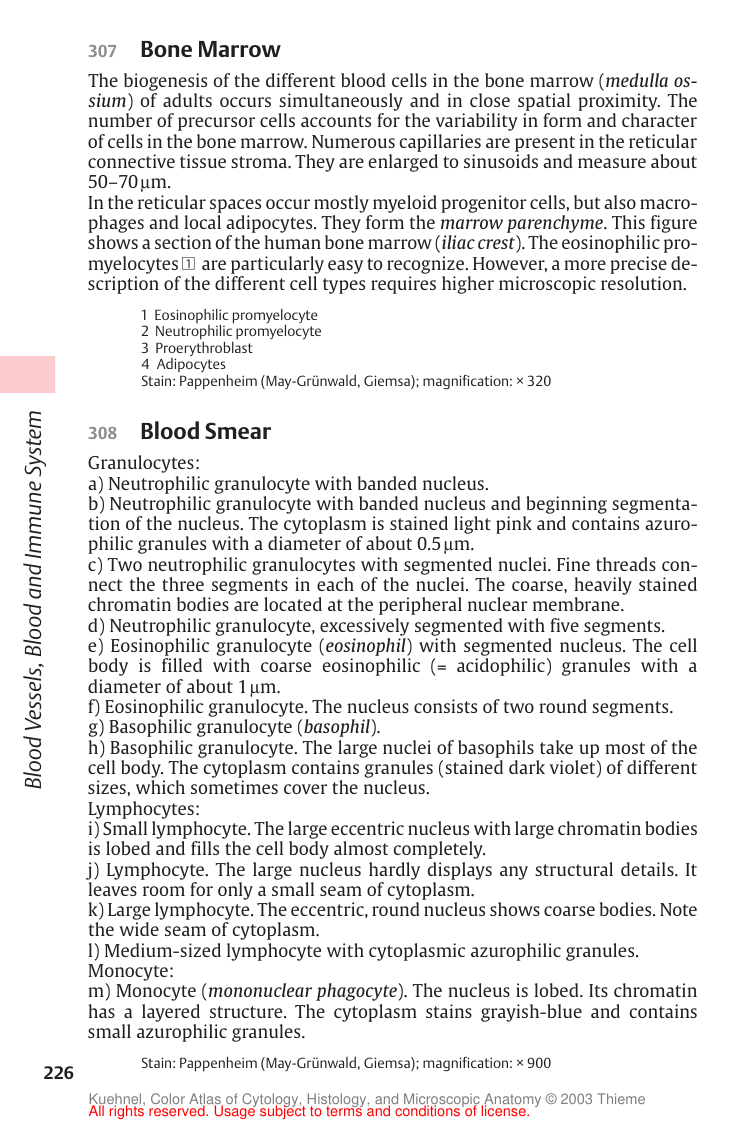 307 Bone Marrow
The biogenesis of the different blood cells in the bone marrow (medulla os-
sium) of adults occurs simultaneously and in close spatial proximity. The
number of precursor cells accounts for the variability in form and character
of cells in the bone marrow. Numerous capillaries are present in the reticular
connective tissue stroma. They are enlarged to sinusoids and measure about
50–70 µm.
In the reticular spaces occur mostly myeloid progenitor cells, but also macro-
phages and local adipocytes. They form the marrow parenchyme. This figure
shows a section of the human bone marrow (iliac crest). The eosinophilic pro-
myelocytes 1 are particularly easy to recognize. However, a more precise de-
scription of the different cell types requires higher microscopic resolution.
1 Eosinophilic promyelocyte
2 Neutrophilic promyelocyte
3 Proerythroblast
4 Adipocytes
Stain: Pappenheim (May-Grünwald, Giemsa); magnification: × 320
308 Blood Smear
Granulocytes:
a) Neutrophilic granulocyte with banded nucleus.
b) Neutrophilic granulocyte with banded nucleus and beginning segmenta-
tion of the nucleus. The cytoplasm is stained light pink and contains azuro-
philic granules with a diameter of about 0.5 µm.
c) Two neutrophilic granulocytes with segmented nuclei. Fine threads con-
nect the three segments in each of the nuclei. The coarse, heavily stained
chromatin bodies are located at the peripheral nuclear membrane.
d) Neutrophilic granulocyte, excessively segmented with five segments.
e) Eosinophilic granulocyte (eosinophil) with segmented nucleus. The cell
body is filled with coarse eosinophilic (= acidophilic) granules with a
diameter of about 1 µm.
f) Eosinophilic granulocyte. The nucleus consists of two round segments.
g) Basophilic granulocyte (basophil).
h) Basophilic granulocyte. The large nuclei of basophils take up most of the
cell body. The cytoplasm contains granules (stained dark violet) of different
sizes, which sometimes cover the nucleus.
Lymphocytes:
i) Small lymphocyte. The large eccentric nucleus with large chromatin bodies
is lobed and fills the cell body almost completely.
j) Lymphocyte. The large nucleus hardly displays any structural details. It
leaves room for only a small seam of cytoplasm.
k) Large lymphocyte. The eccentric, round nucleus shows coarse bodies. Note
the wide seam of cytoplasm.
l) Medium-sized lymphocyte with cytoplasmic azurophilic granules.
Monocyte:
m) Monocyte (mononuclear phagocyte). The nucleus is lobed. Its chromatin
has a layered structure. The cytoplasm stains grayish-blue and contains
small azurophilic granules.
Stain: Pappenheim (May-Grünwald, Giemsa); magnification: × 900
Blood Vessels, Blood and Immune System
226
Kuehnel, Color Atlas of Cytology, Histology, and Microscopic Anatomy © 2003 Thieme
All rights reserved. Usage subject to terms and conditions of license.